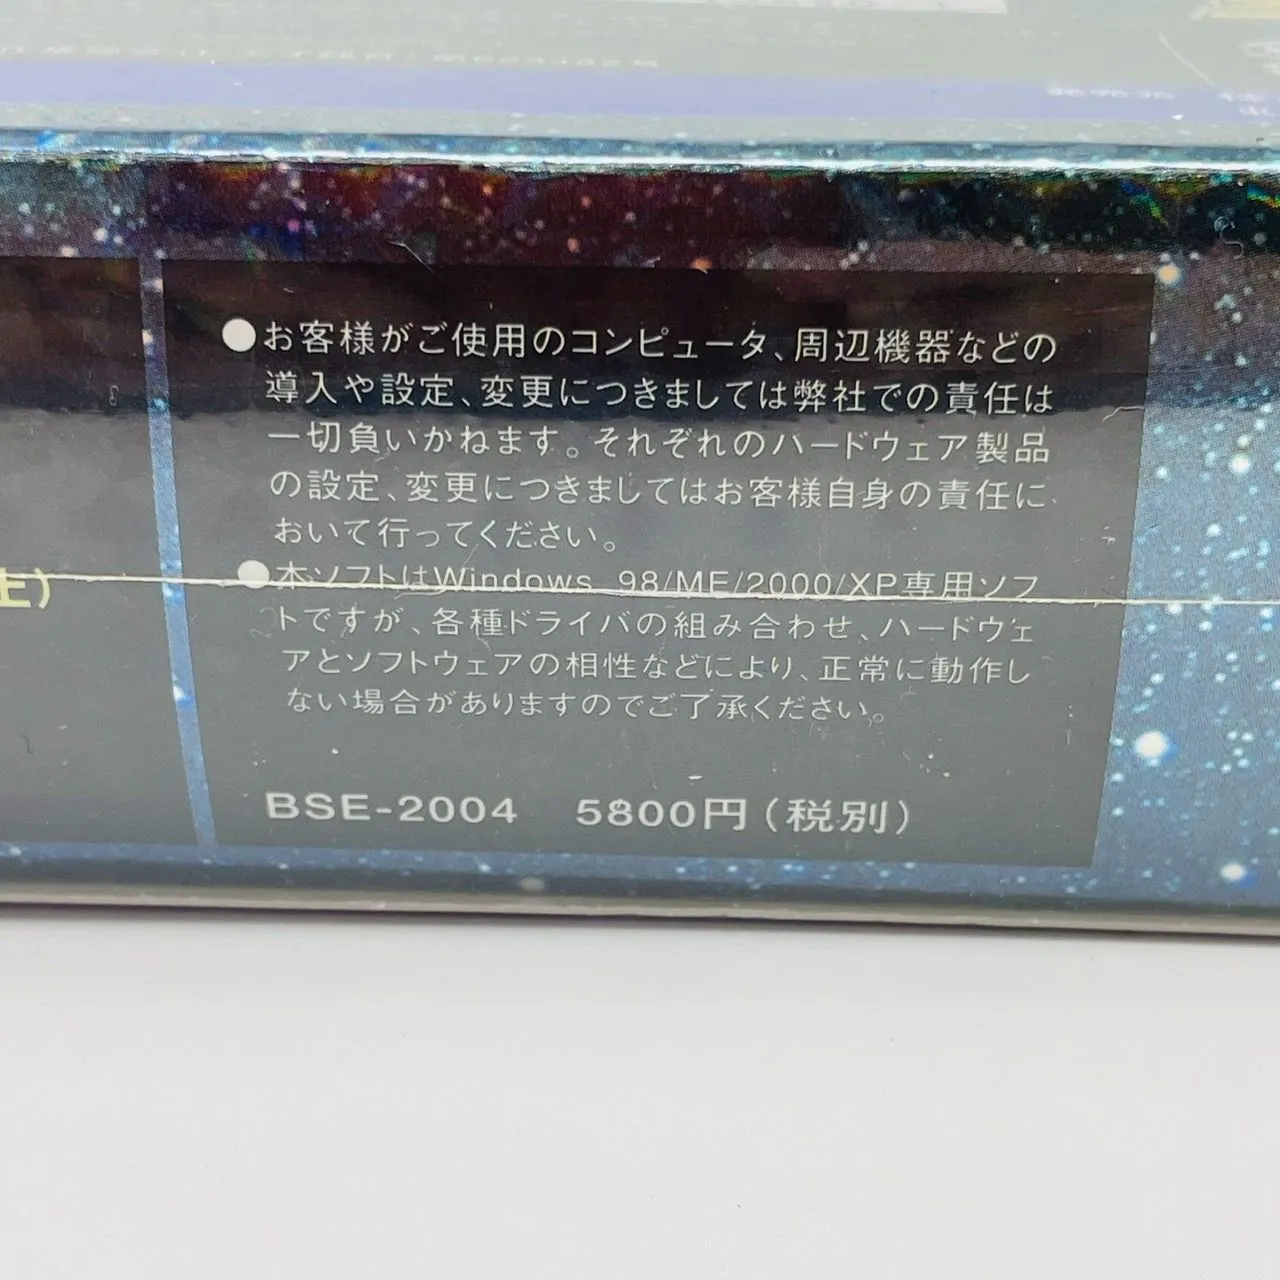 ●お客様がご使用のコンピュータ、周辺機器などの
導入や設定、変更につきましては弊社での責任は
一切負いかねます。それぞれのハードウェア製品
の設定、変更につきましてはお客様自身の責任に
おいて行ってください。
●本ソフトはWindows 98/ME/2000/XP専用ソフ
トですが、各種ドライバの組み合わせ、ハードウェ
アとソフトウェアの相性などにより、正常に動作し
ない場合がありますのでご了承ください。
BSE-2004 5800円(税別)